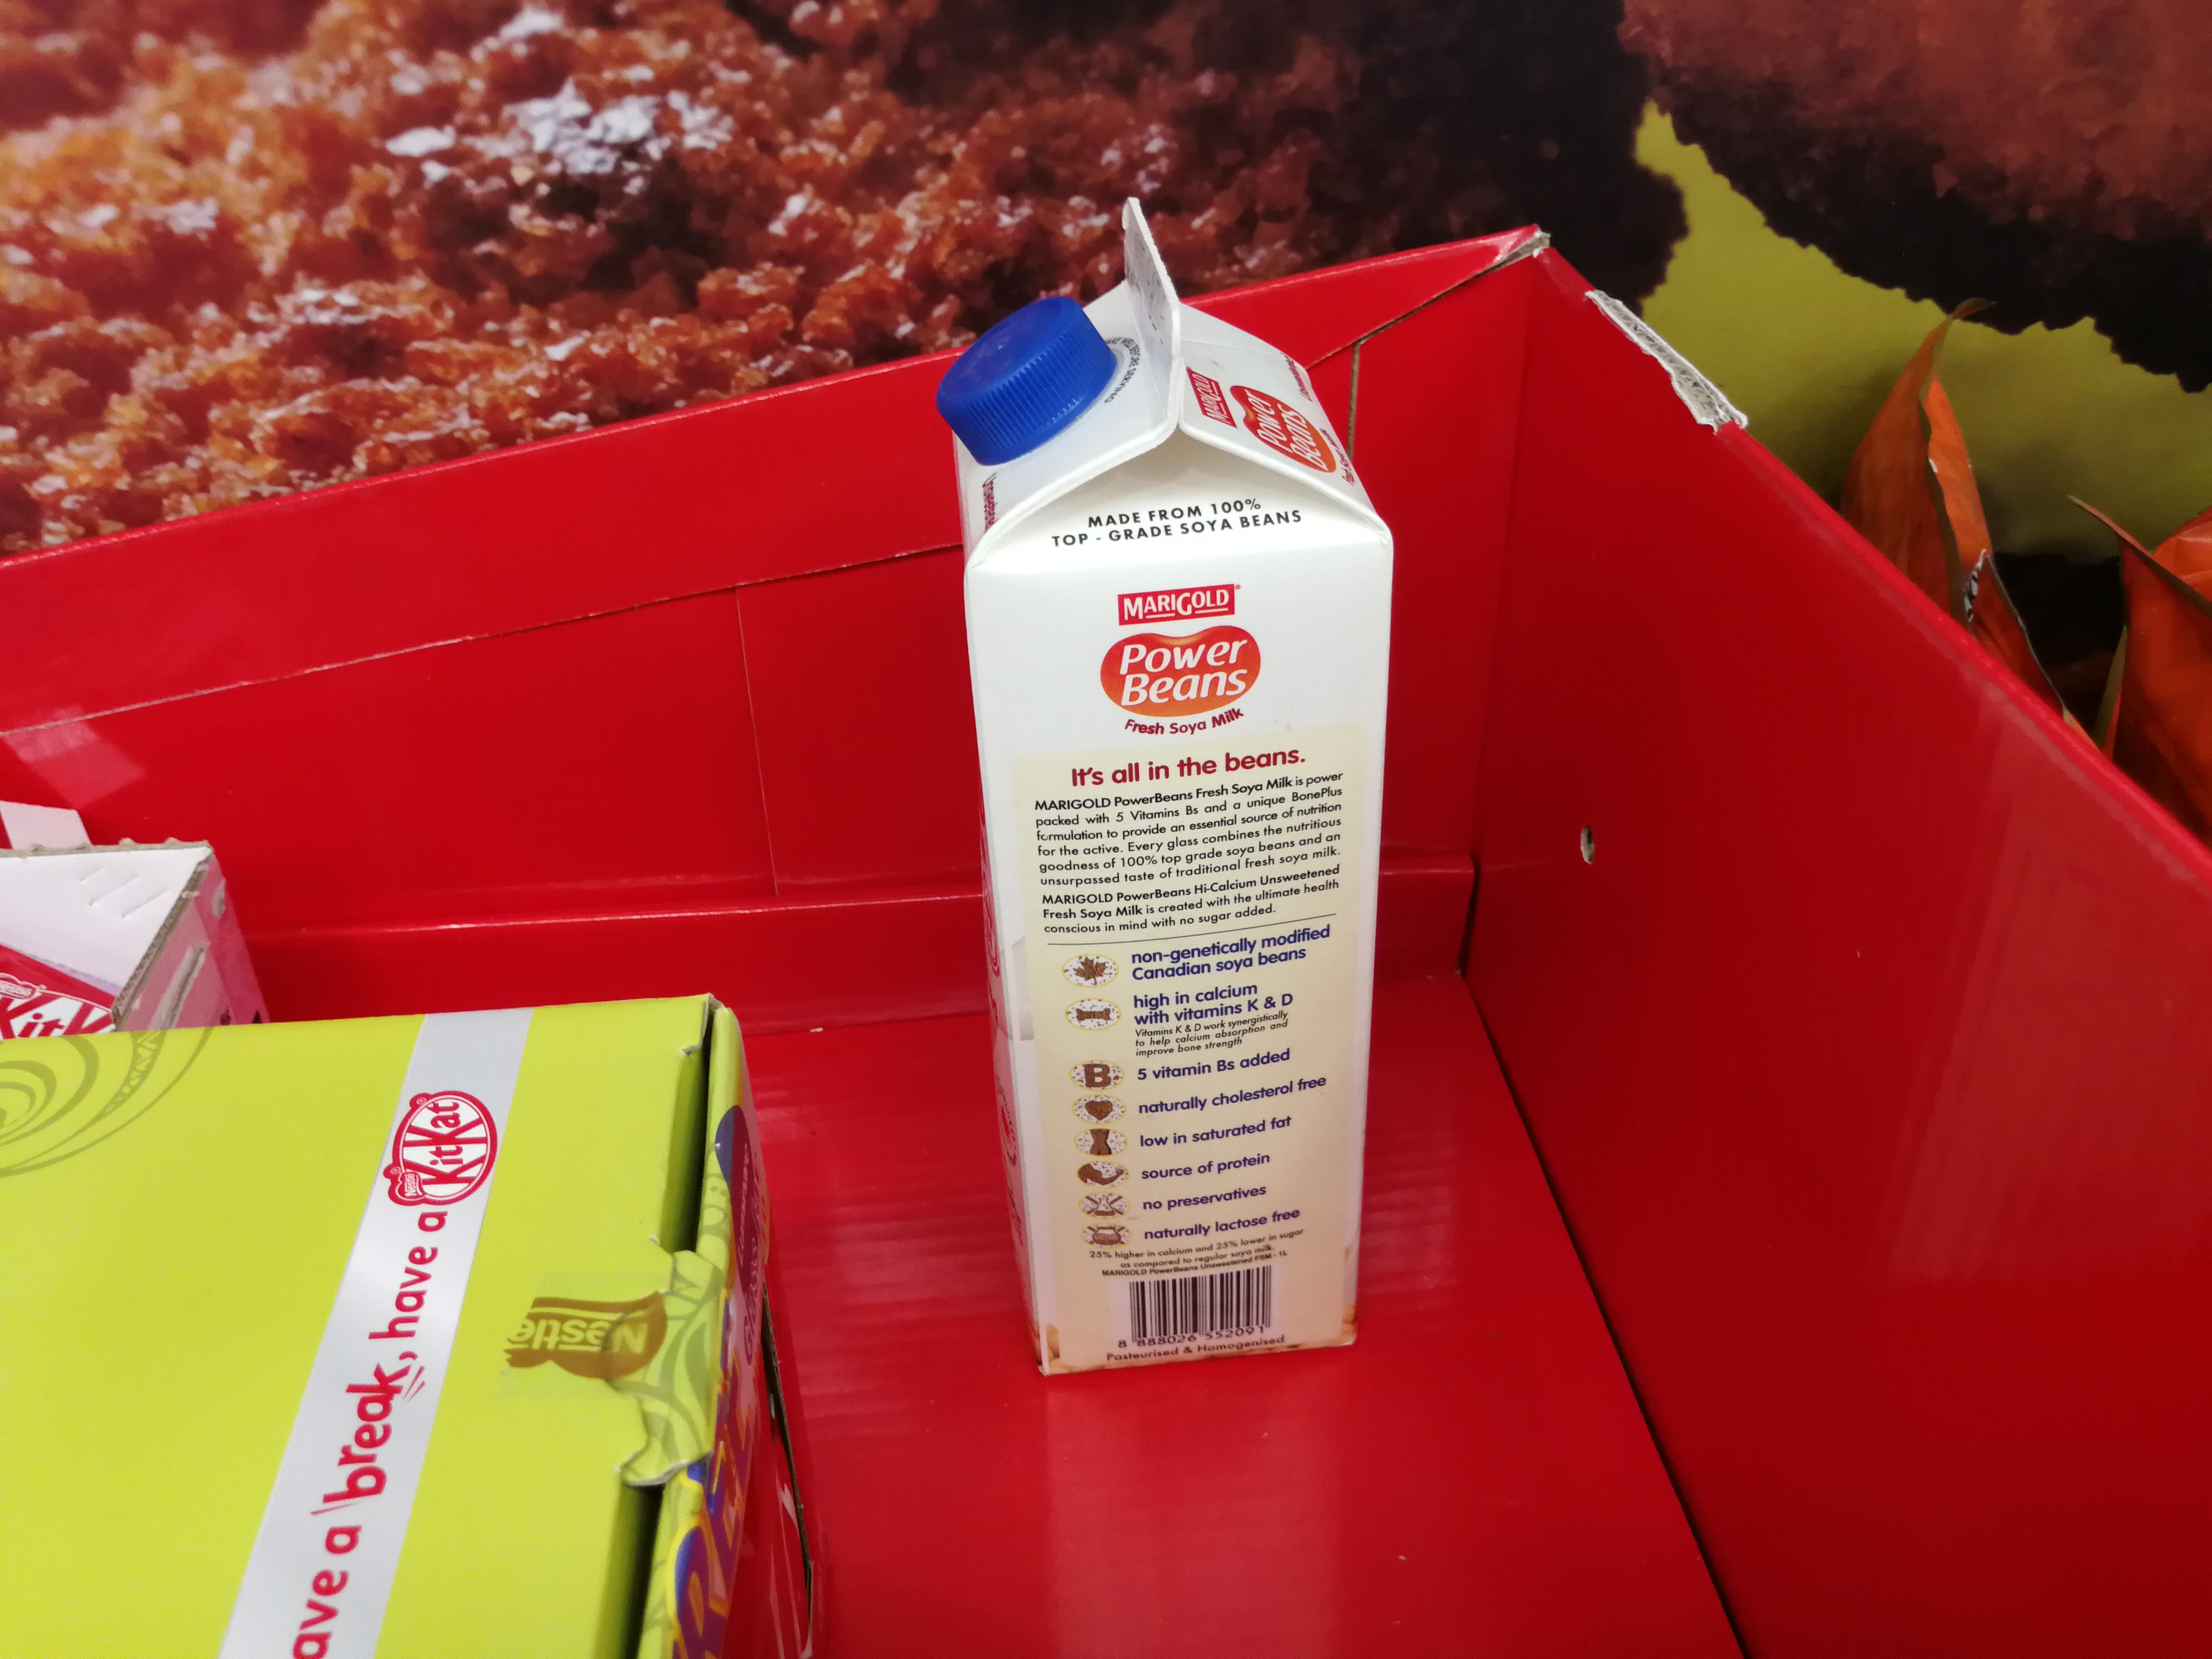 MARIGOLD
Power
Beans
MADE FROM 100%
TOP - GRADE SOYA BEANS
MARIGOLD
Power
Beans
Fresh Soya Milk
It's all in the beans.
MARIGOLD PowerBeans Fresh Soya Milk is power
packed with 5 Vitamins Bs and a unique BonePlus
formulation to provide an essential source of nutrition
for the active. Every glass combines the nutritious
goodness of 100% top grade soya beans and an
unsurpassed taste of traditional fresh soya milk.
MARIGOLD PowerBeans Hi-Calcium Unsweetened
Fresh Soya Milk is created with the ultimate health
conscious in mind with no sugar added.
non-genetically modified
Canadian soya beans
high in calcium
with vitamins K & D
Vitamins K & D work synergistically
to help calcium absorption and
improve bone strength
B
5 vitamin Bs added
naturally cholesterol free
low in saturated fat
source of protein
no preservatives
naturally lactose free
25% higher in calcium and 25% lower in sugar
as compared to regular soya milk.
MARIGOLD PowerBeans Unsweetened FSM - 1L
8 888026 552091
Pasteurised & Homogenised
KitK
ave a break, have a Nestlé KitKat
Nestlé